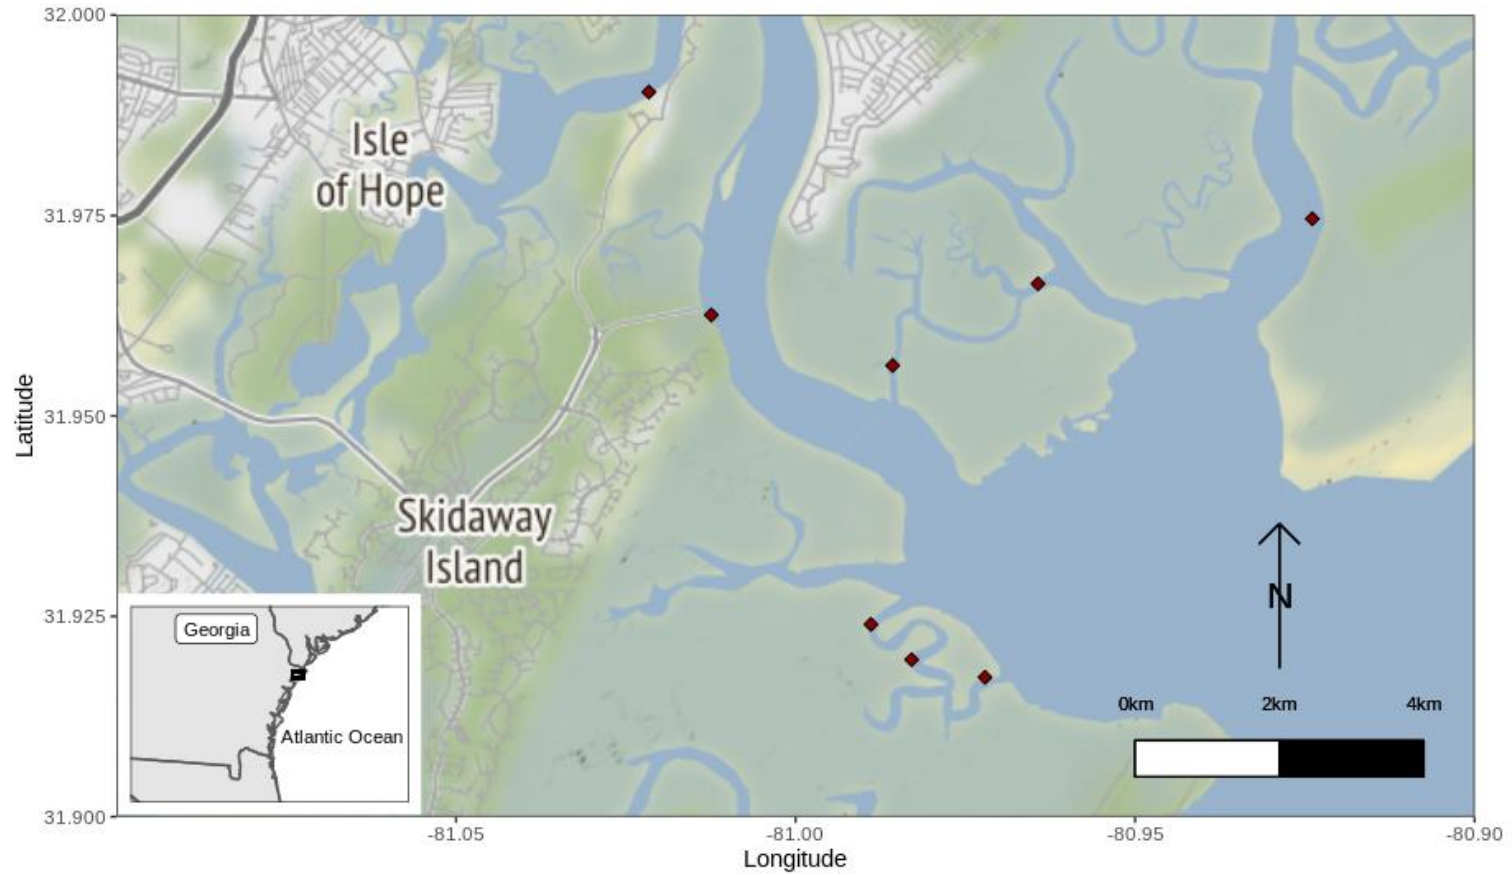 32.000
31.975
31.950
31.925
31.900
Latitude
Isle
of Hope
Skidaway
Island
N
0km 2km 4km
Georgia
Atlantic Ocean
-81.05 -81.00 -80.95 -80.90
Longitude